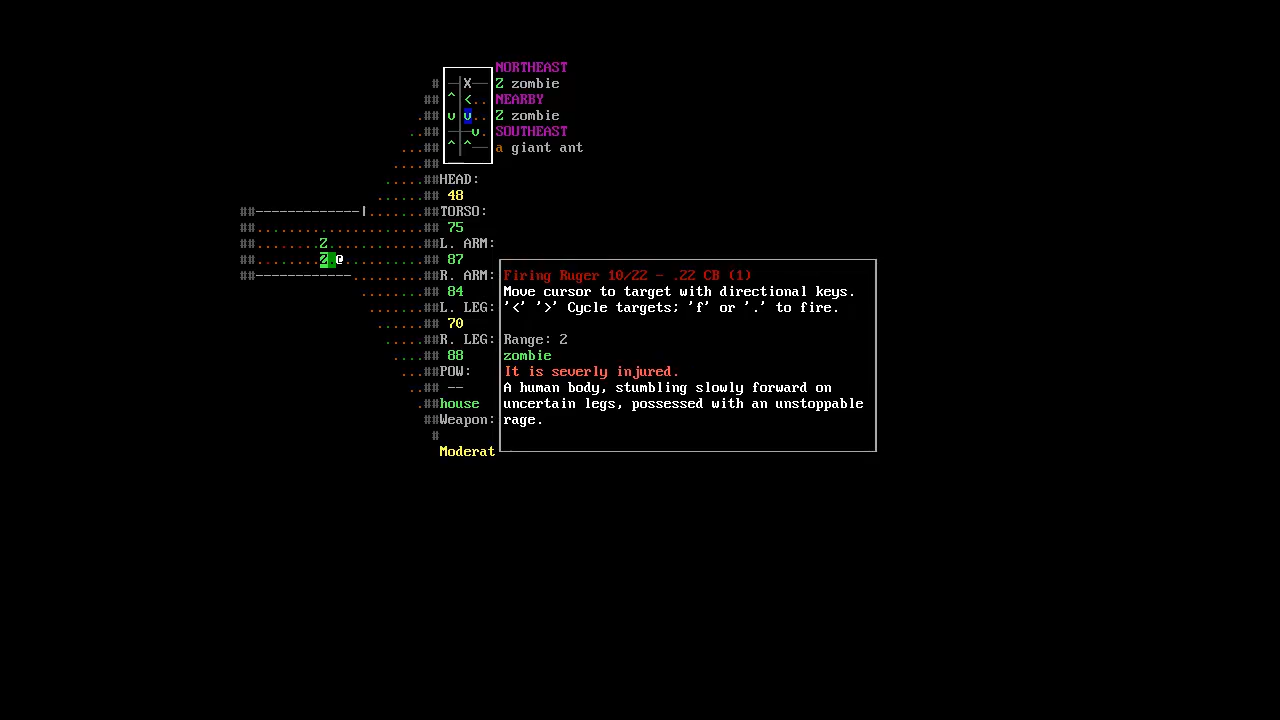 NORTHEAST
Z zombie
NEARBY
Z zombie
SOUTHEAST
a giant ant
HEAD:
48
TORSO:
75
L. ARM:
87
R. ARM:
84
L. LEG:
70
R. LEG:
88
POW:
--
house
Weapon:
Moderat
Firing Ruger 10/22 - .22 CB (1)
Move cursor to target with directional keys.
'<' '>' Cycle targets; 'f' or '.' to fire.
Range: 2
zombie
It is severly injured.
A human body, stumbling slowly forward on
uncertain legs, possessed with an unstoppable
rage.